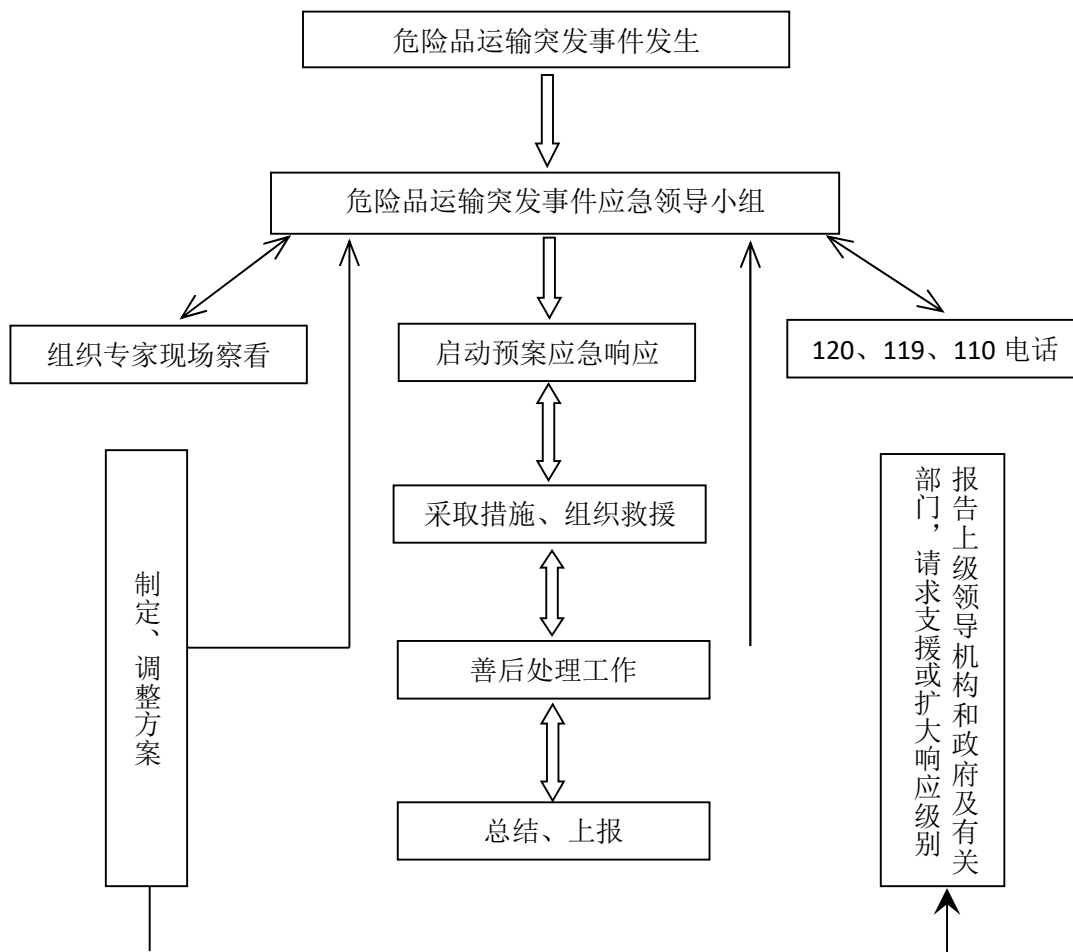 危险品运输突发事件发生
危险品运输突发事件应急领导小组
组织专家现场察看
启动预案应急响应
120、119、110 电话
采取措施、组织救援
制定、调整方案
报告上级领导机构和政府及有关
部门，请求支援或扩大响应级别
善后处理工作
总结、上报